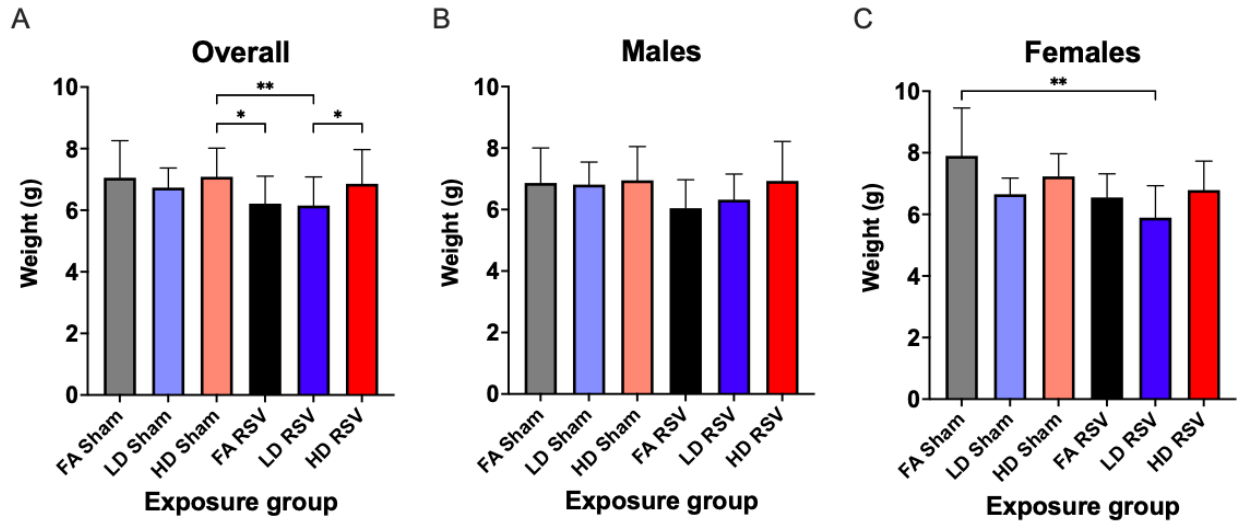 A
Overall
Weight (g)
10
8
6
4
2
0
**
*
*
FA Sham
LD Sham
HD Sham
FA RSV
LD RSV
HD RSV
Exposure group
B
Males
Weight (g)
10
8
6
4
2
0
FA Sham
LD Sham
HD Sham
FA RSV
LD RSV
HD RSV
Exposure group
C
Females
Weight (g)
10
8
6
4
2
0
**
FA Sham
LD Sham
HD Sham
FA RSV
LD RSV
HD RSV
Exposure group